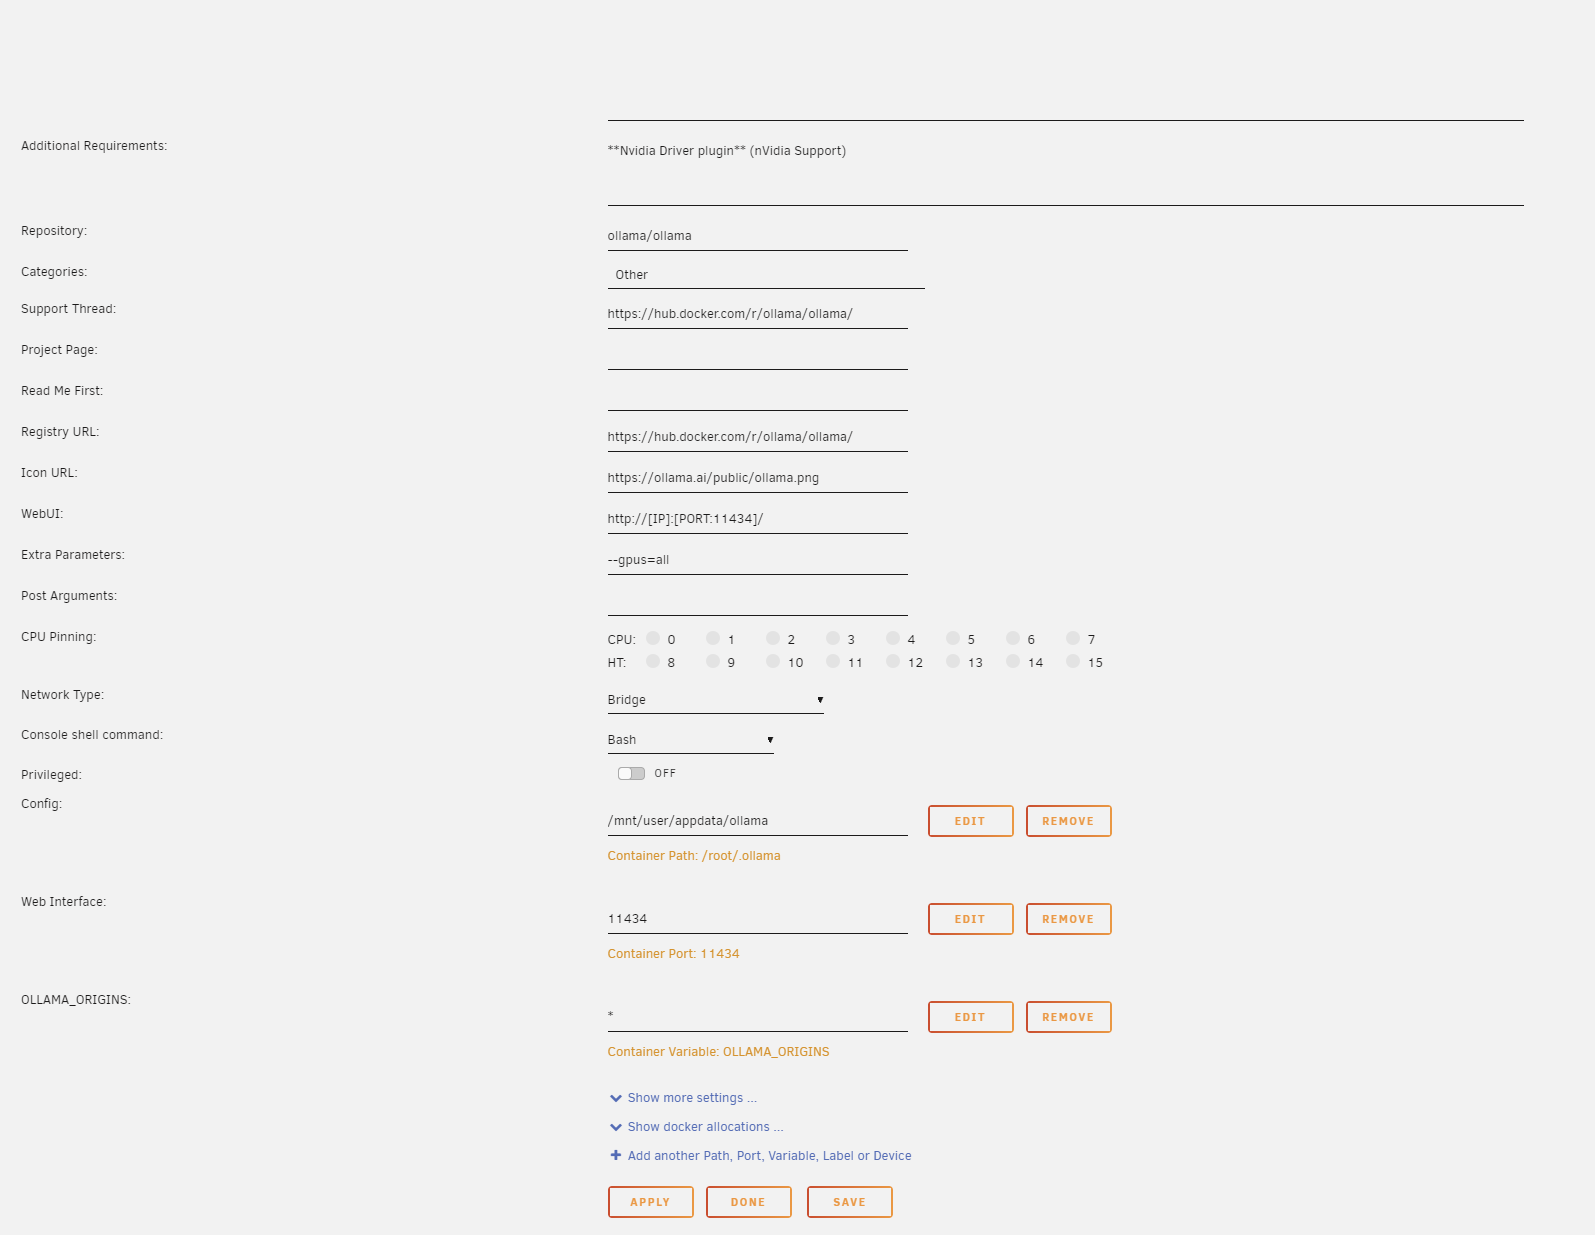 Additional Requirements:
**Nvidia Driver plugin** (nVidia Support)
Repository:
ollama/ollama
Categories:
Other
Support Thread:
https://hub.docker.com/r/ollama/ollama/
Project Page:
Read Me First:
Registry URL:
https://hub.docker.com/r/ollama/ollama/
Icon URL:
https://ollama.ai/public/ollama.png
WebUI:
http://[IP]:[PORT:11434]/
Extra Parameters:
--gpus=all
Post Arguments:
CPU Pinning:
CPU: 0 1 2 3 4 5 6 7
HT: 8 9 10 11 12 13 14 15
Network Type:
Bridge
Console shell command:
Bash
Privileged:
OFF
Config:
/mnt/user/appdata/ollama EDIT REMOVE
Container Path: /root/.ollama
Web Interface:
11434 EDIT REMOVE
Container Port: 11434
OLLAMA_ORIGINS:
* EDIT REMOVE
Container Variable: OLLAMA_ORIGINS
Show more settings ...
Show docker allocations ...
Add another Path, Port, Variable, Label or Device
APPLY DONE SAVE